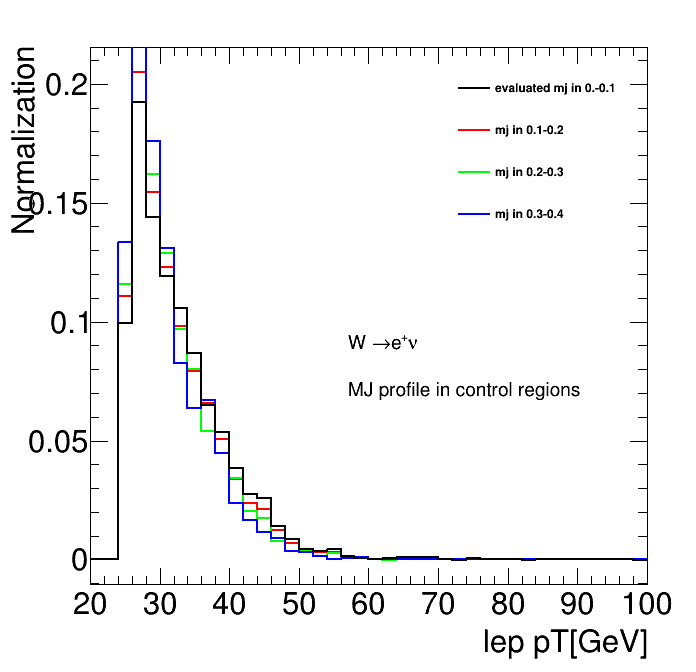 Normalization
0.2
0.15
0.1
0.05
0
evaluated mj in 0.-0.1
mj in 0.1-0.2
mj in 0.2-0.3
mj in 0.3-0.4
W →e⁺ν
MJ profile in control regions
20 30 40 50 60 70 80 90 100
lep pT[GeV]